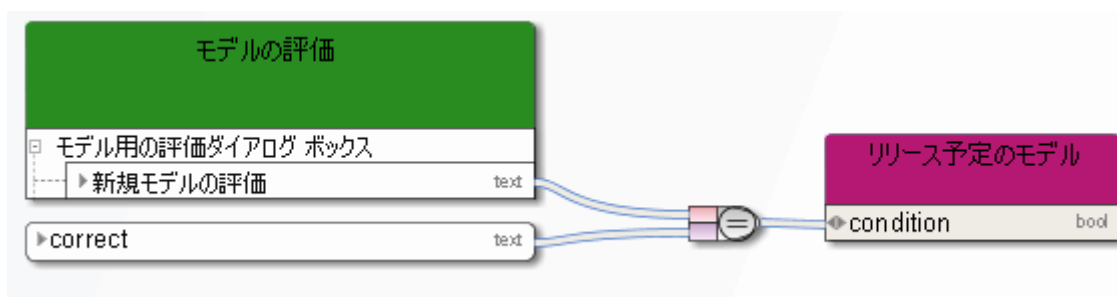 モデルの評価
モデル用の評価ダイアログ ボックス
新規モデルの評価 text
correct text
=
リリース予定のモデル
condition bool